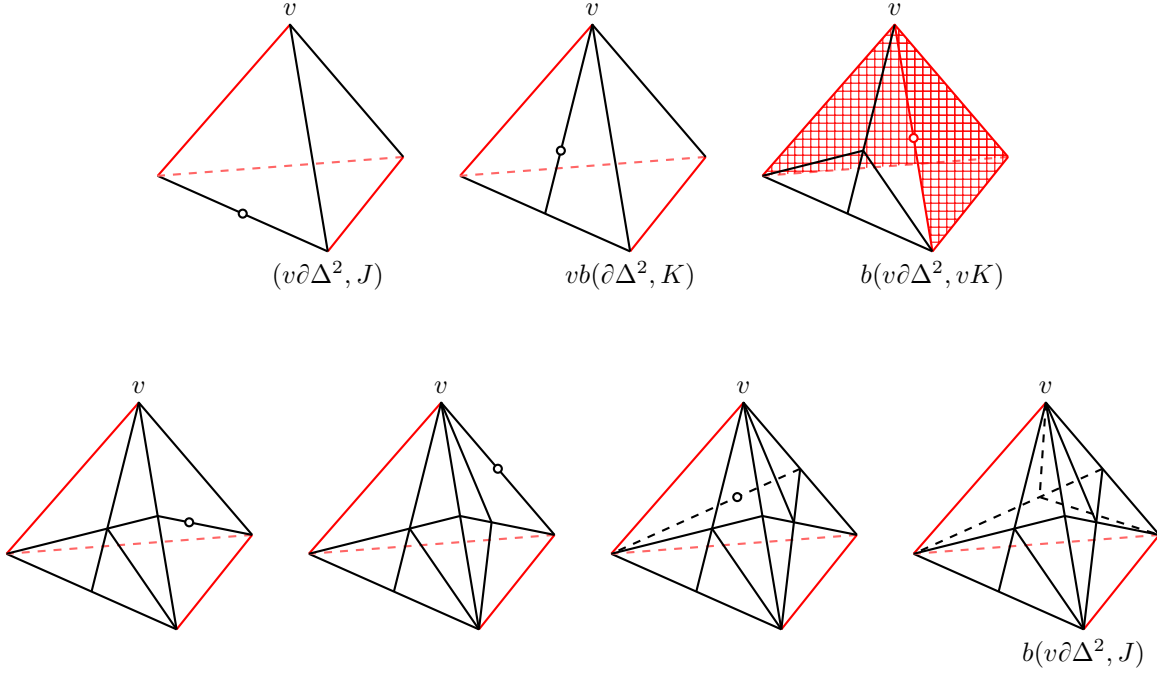 v v v
(v∂Δ², J) vb(∂Δ², K) b(v∂Δ², vK)
v v v v
b(v∂Δ², J)